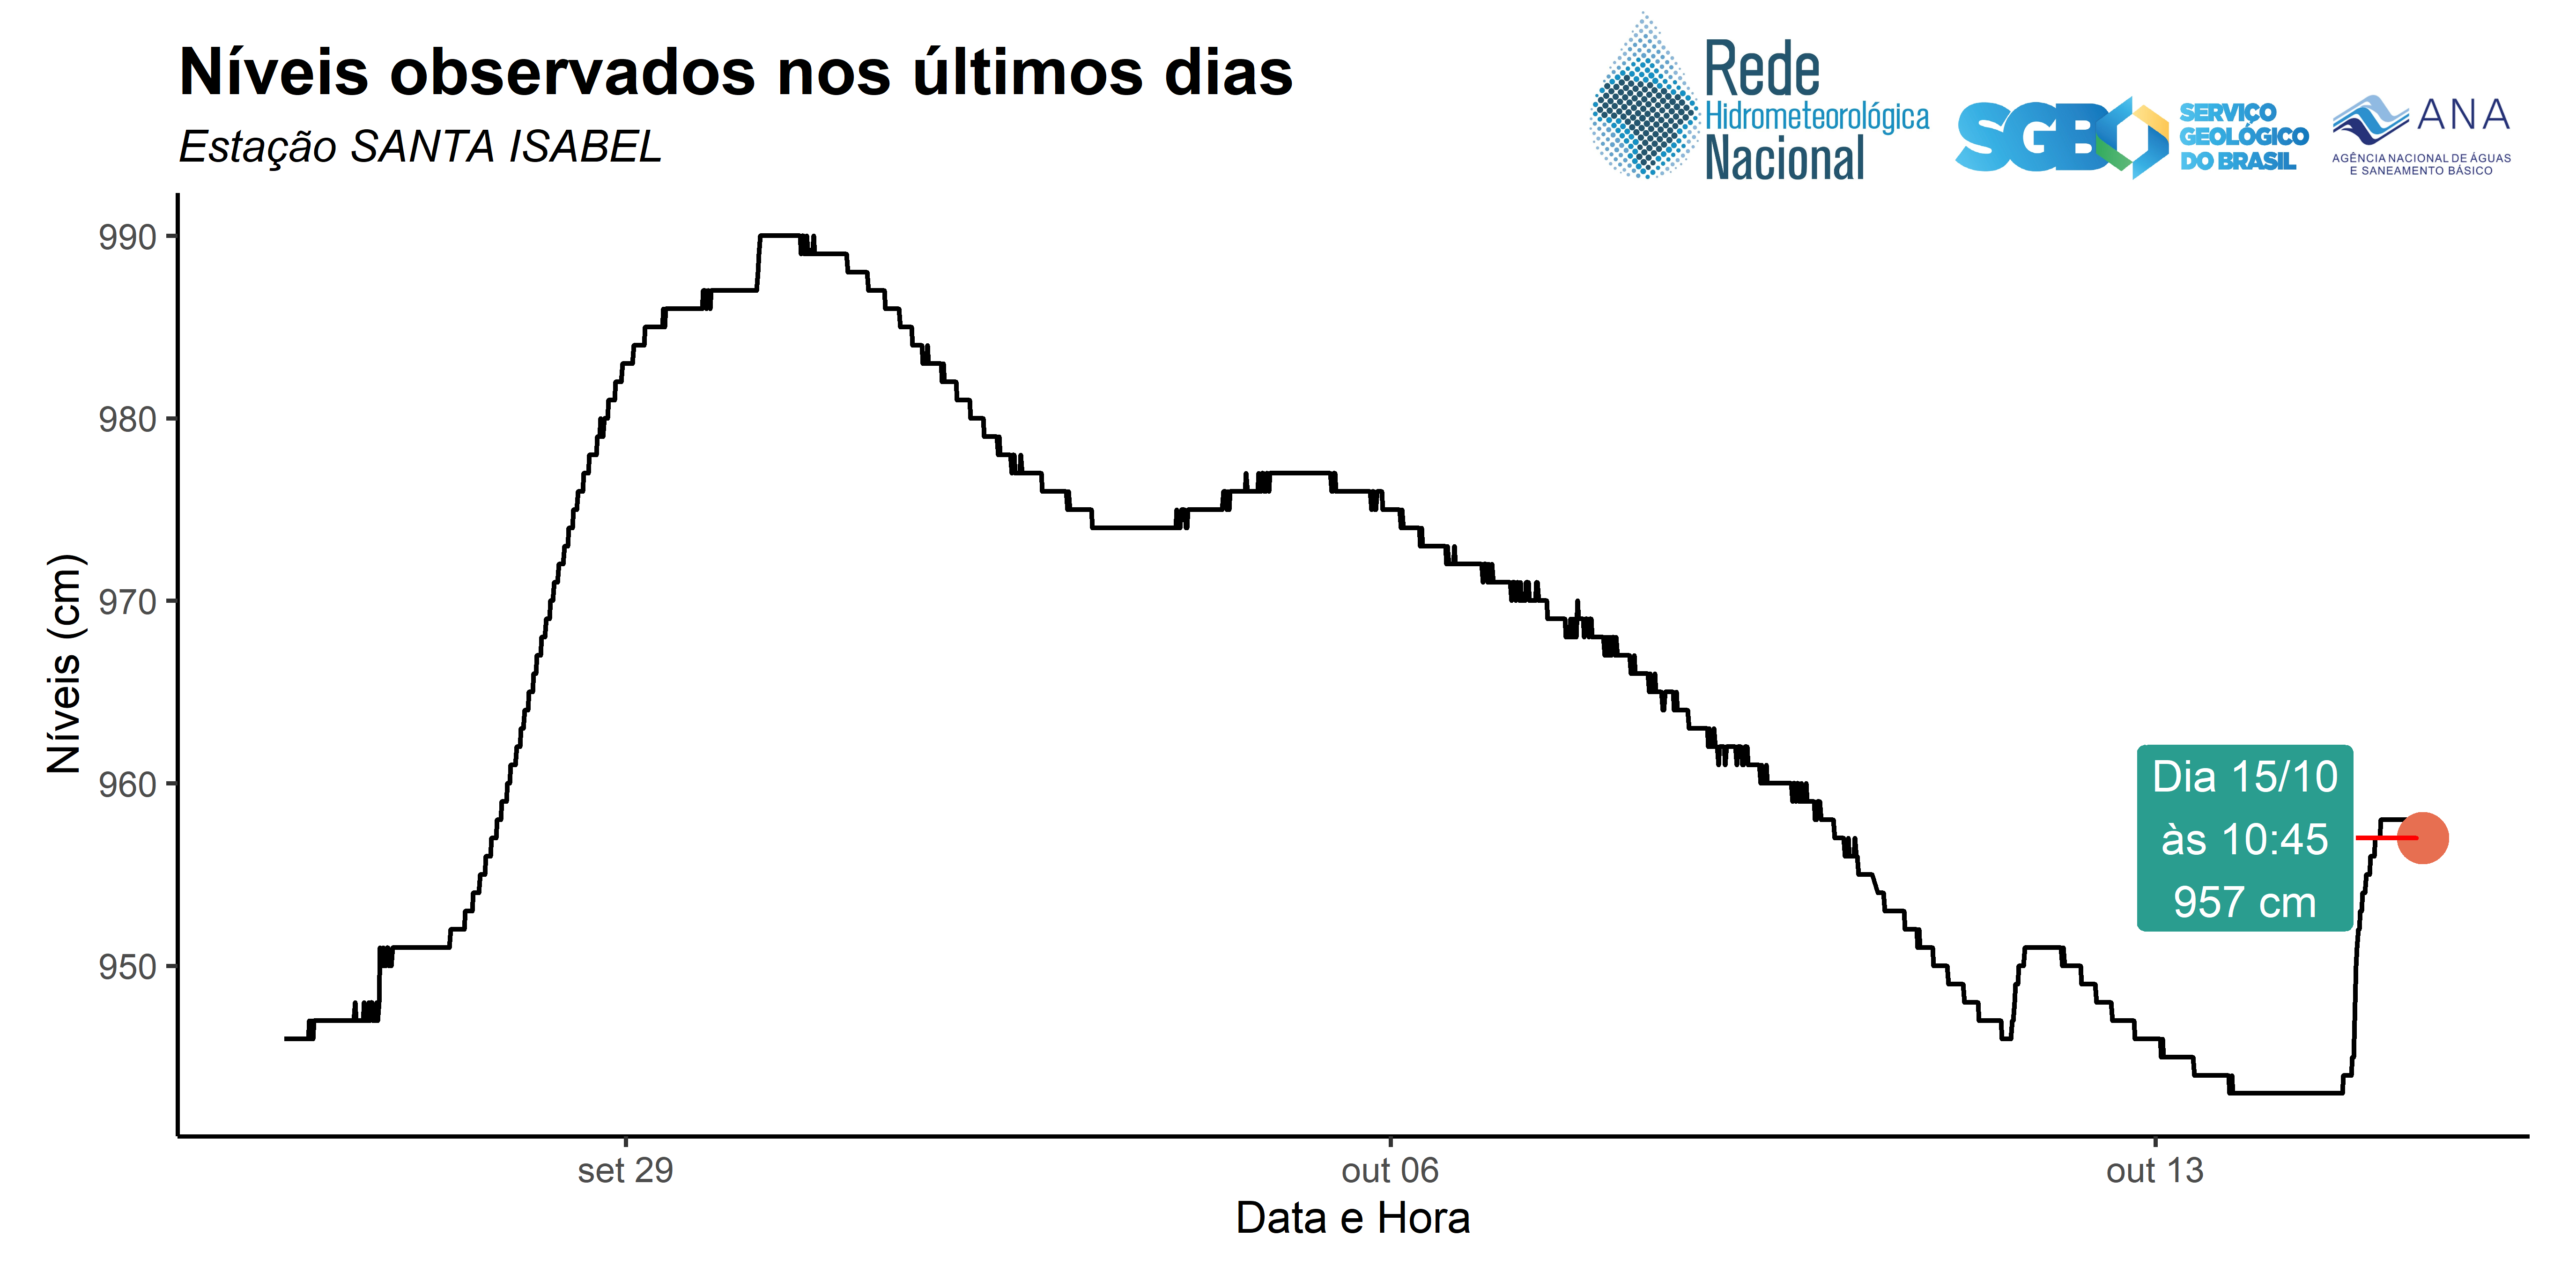 Níveis observados nos últimos dias
Estação SANTA ISABEL
Rede
Hidrometeorológica
Nacional
SGB
SERVIÇO
GEOLÓGICO
DO BRASIL
ANA
AGÊNCIA NACIONAL DE ÁGUAS
E SANEAMENTO BÁSICO
Níveis (cm)
990
980
970
960
950
Dia 15/10
às 10:45
957 cm
set 29
out 06
out 13
Data e Hora